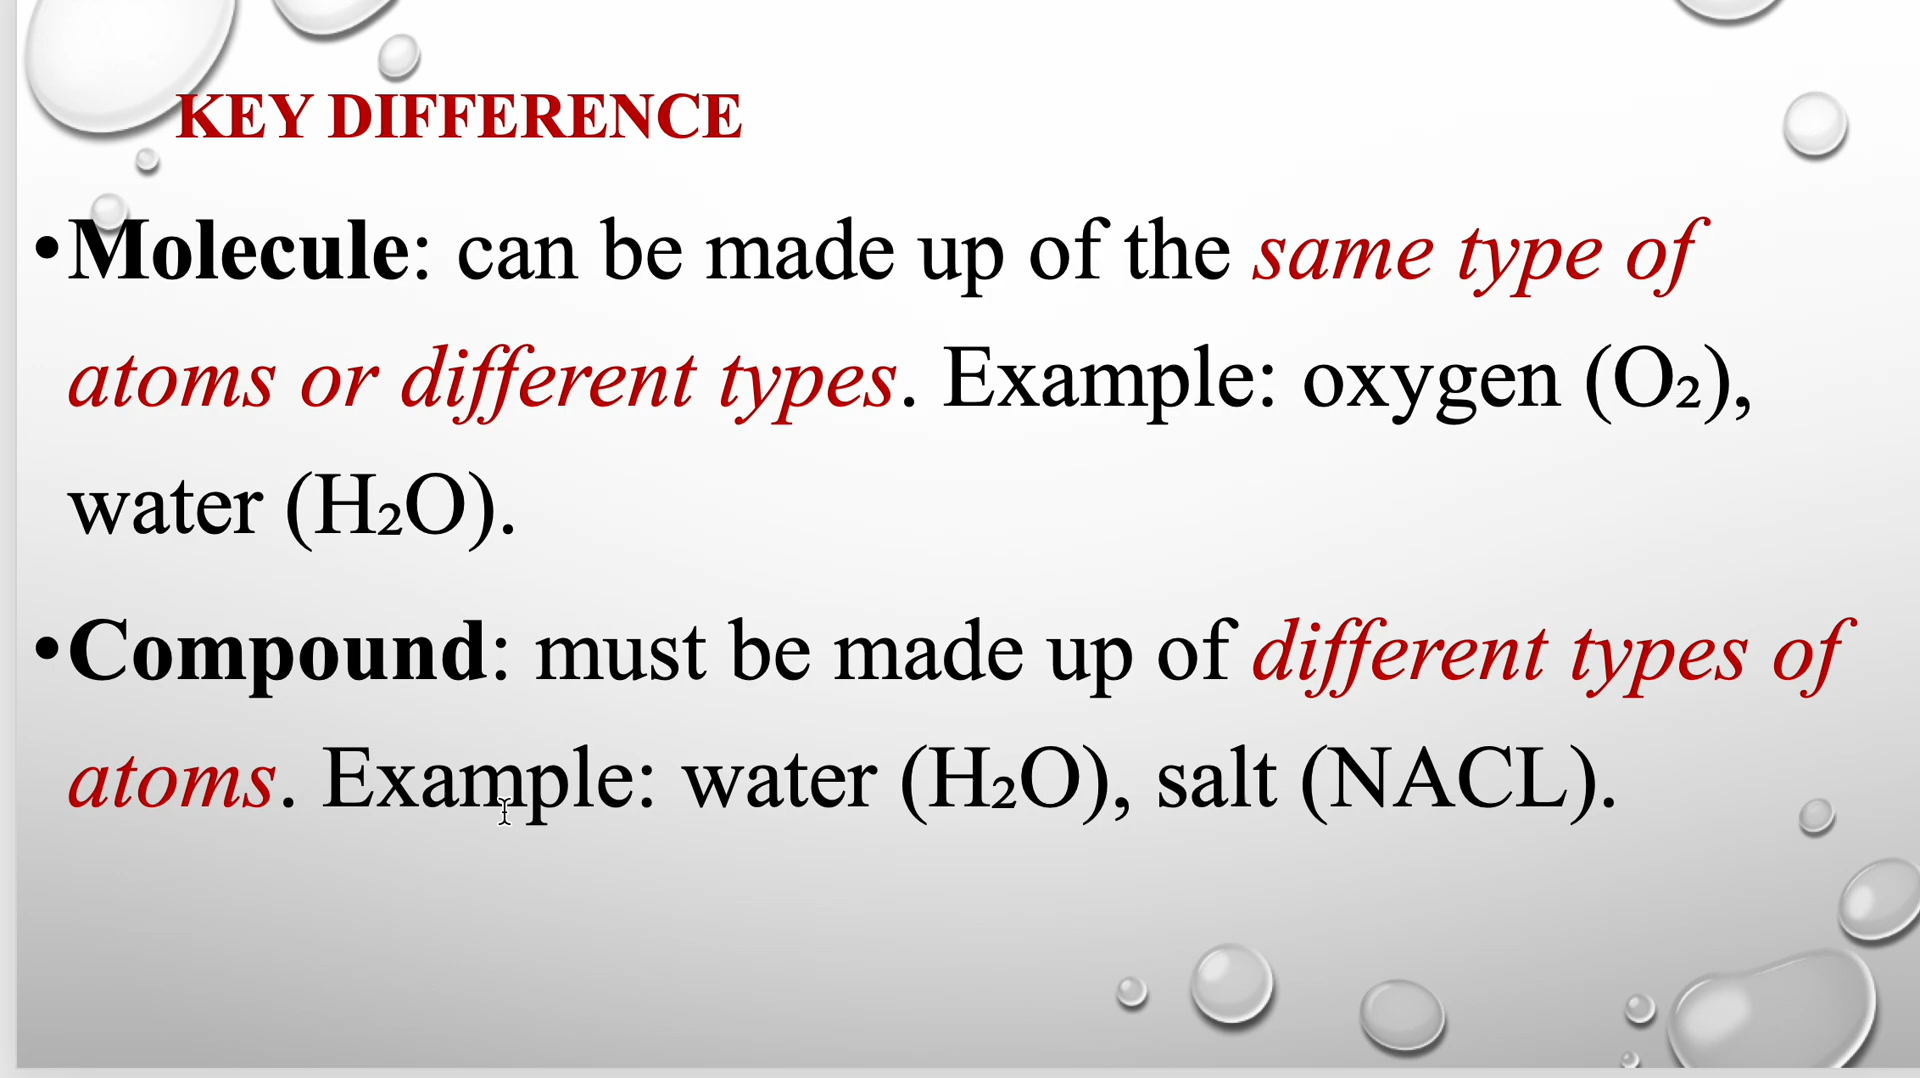 KEY DIFFERENCE
•Molecule: can be made up of the same type of
atoms or different types. Example: oxygen (O₂),
water (H₂O).
•Compound: must be made up of different types of
atoms. Example: water (H₂O), salt (NACL).